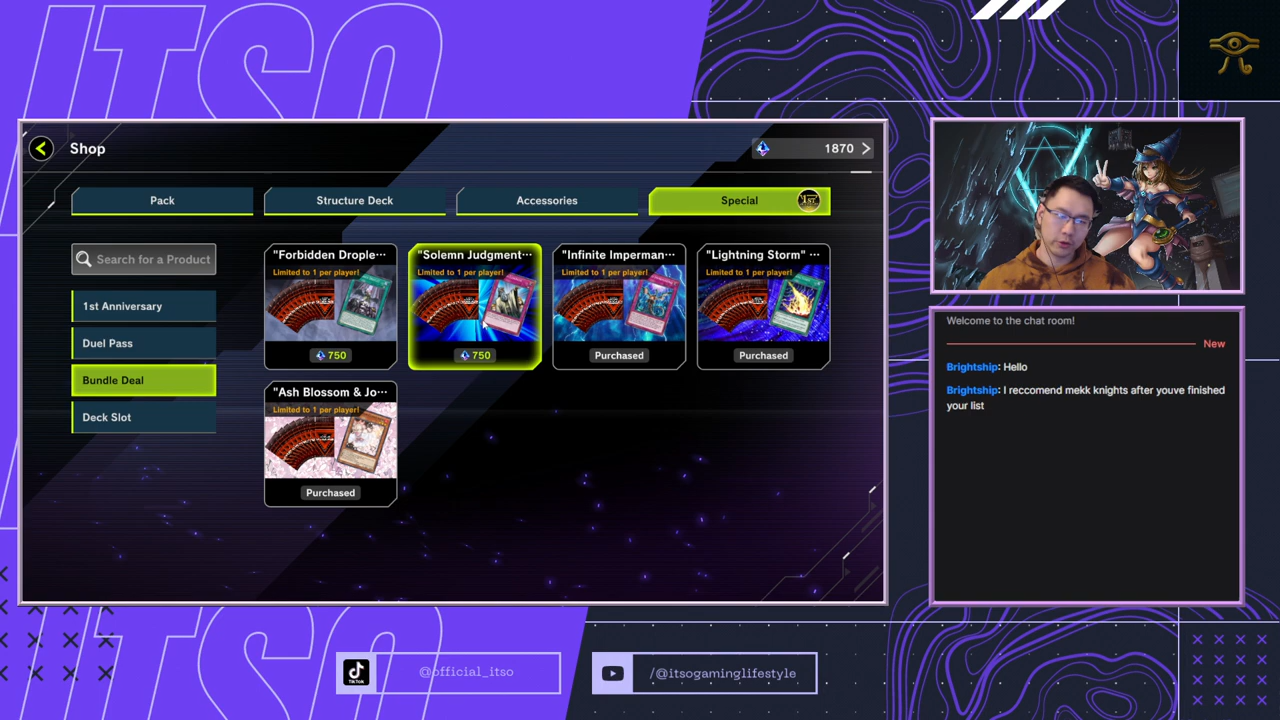 ITSO
Shop
1870
Pack
Structure Deck
Accessories
Special
1ST
Search for a Product
1st Anniversary
Duel Pass
Bundle Deal
Deck Slot
"Forbidden Drople···
Limited to 1 per player!
750
"Solemn Judgment···
Limited to 1 per player!
750
"Infinite Imperman···
Limited to 1 per player!
Purchased
"Lightning Storm" ···
Limited to 1 per player!
Purchased
"Ash Blossom & Jo···
Limited to 1 per player!
Purchased
Welcome to the chat room!
New
Brightship: Hello
Brightship: I reccomend mekk knights after youve finished
your list
ITSO
TikTok
@official_itso
/@itsogaminglifestyle